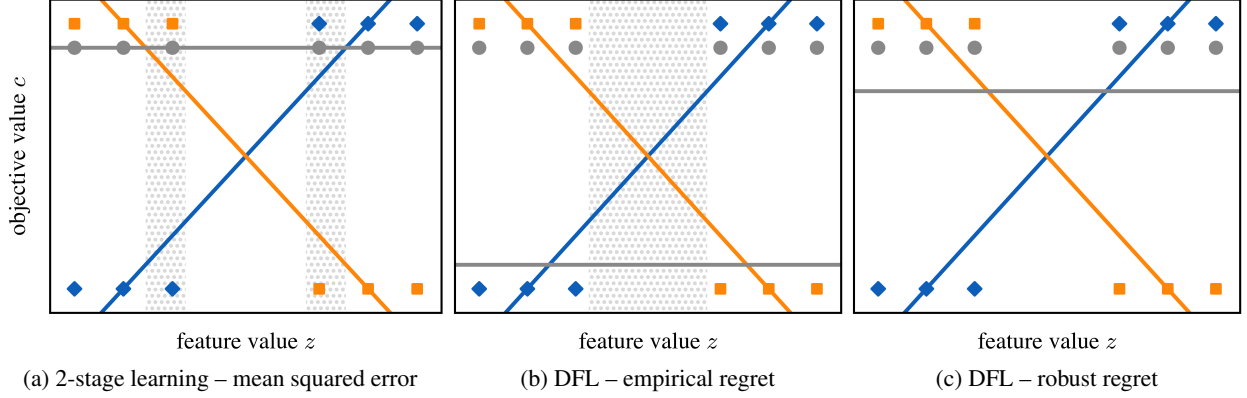 objective value c
feature value z
feature value z
feature value z
(a) 2-stage learning – mean squared error
(b) DFL – empirical regret
(c) DFL – robust regret